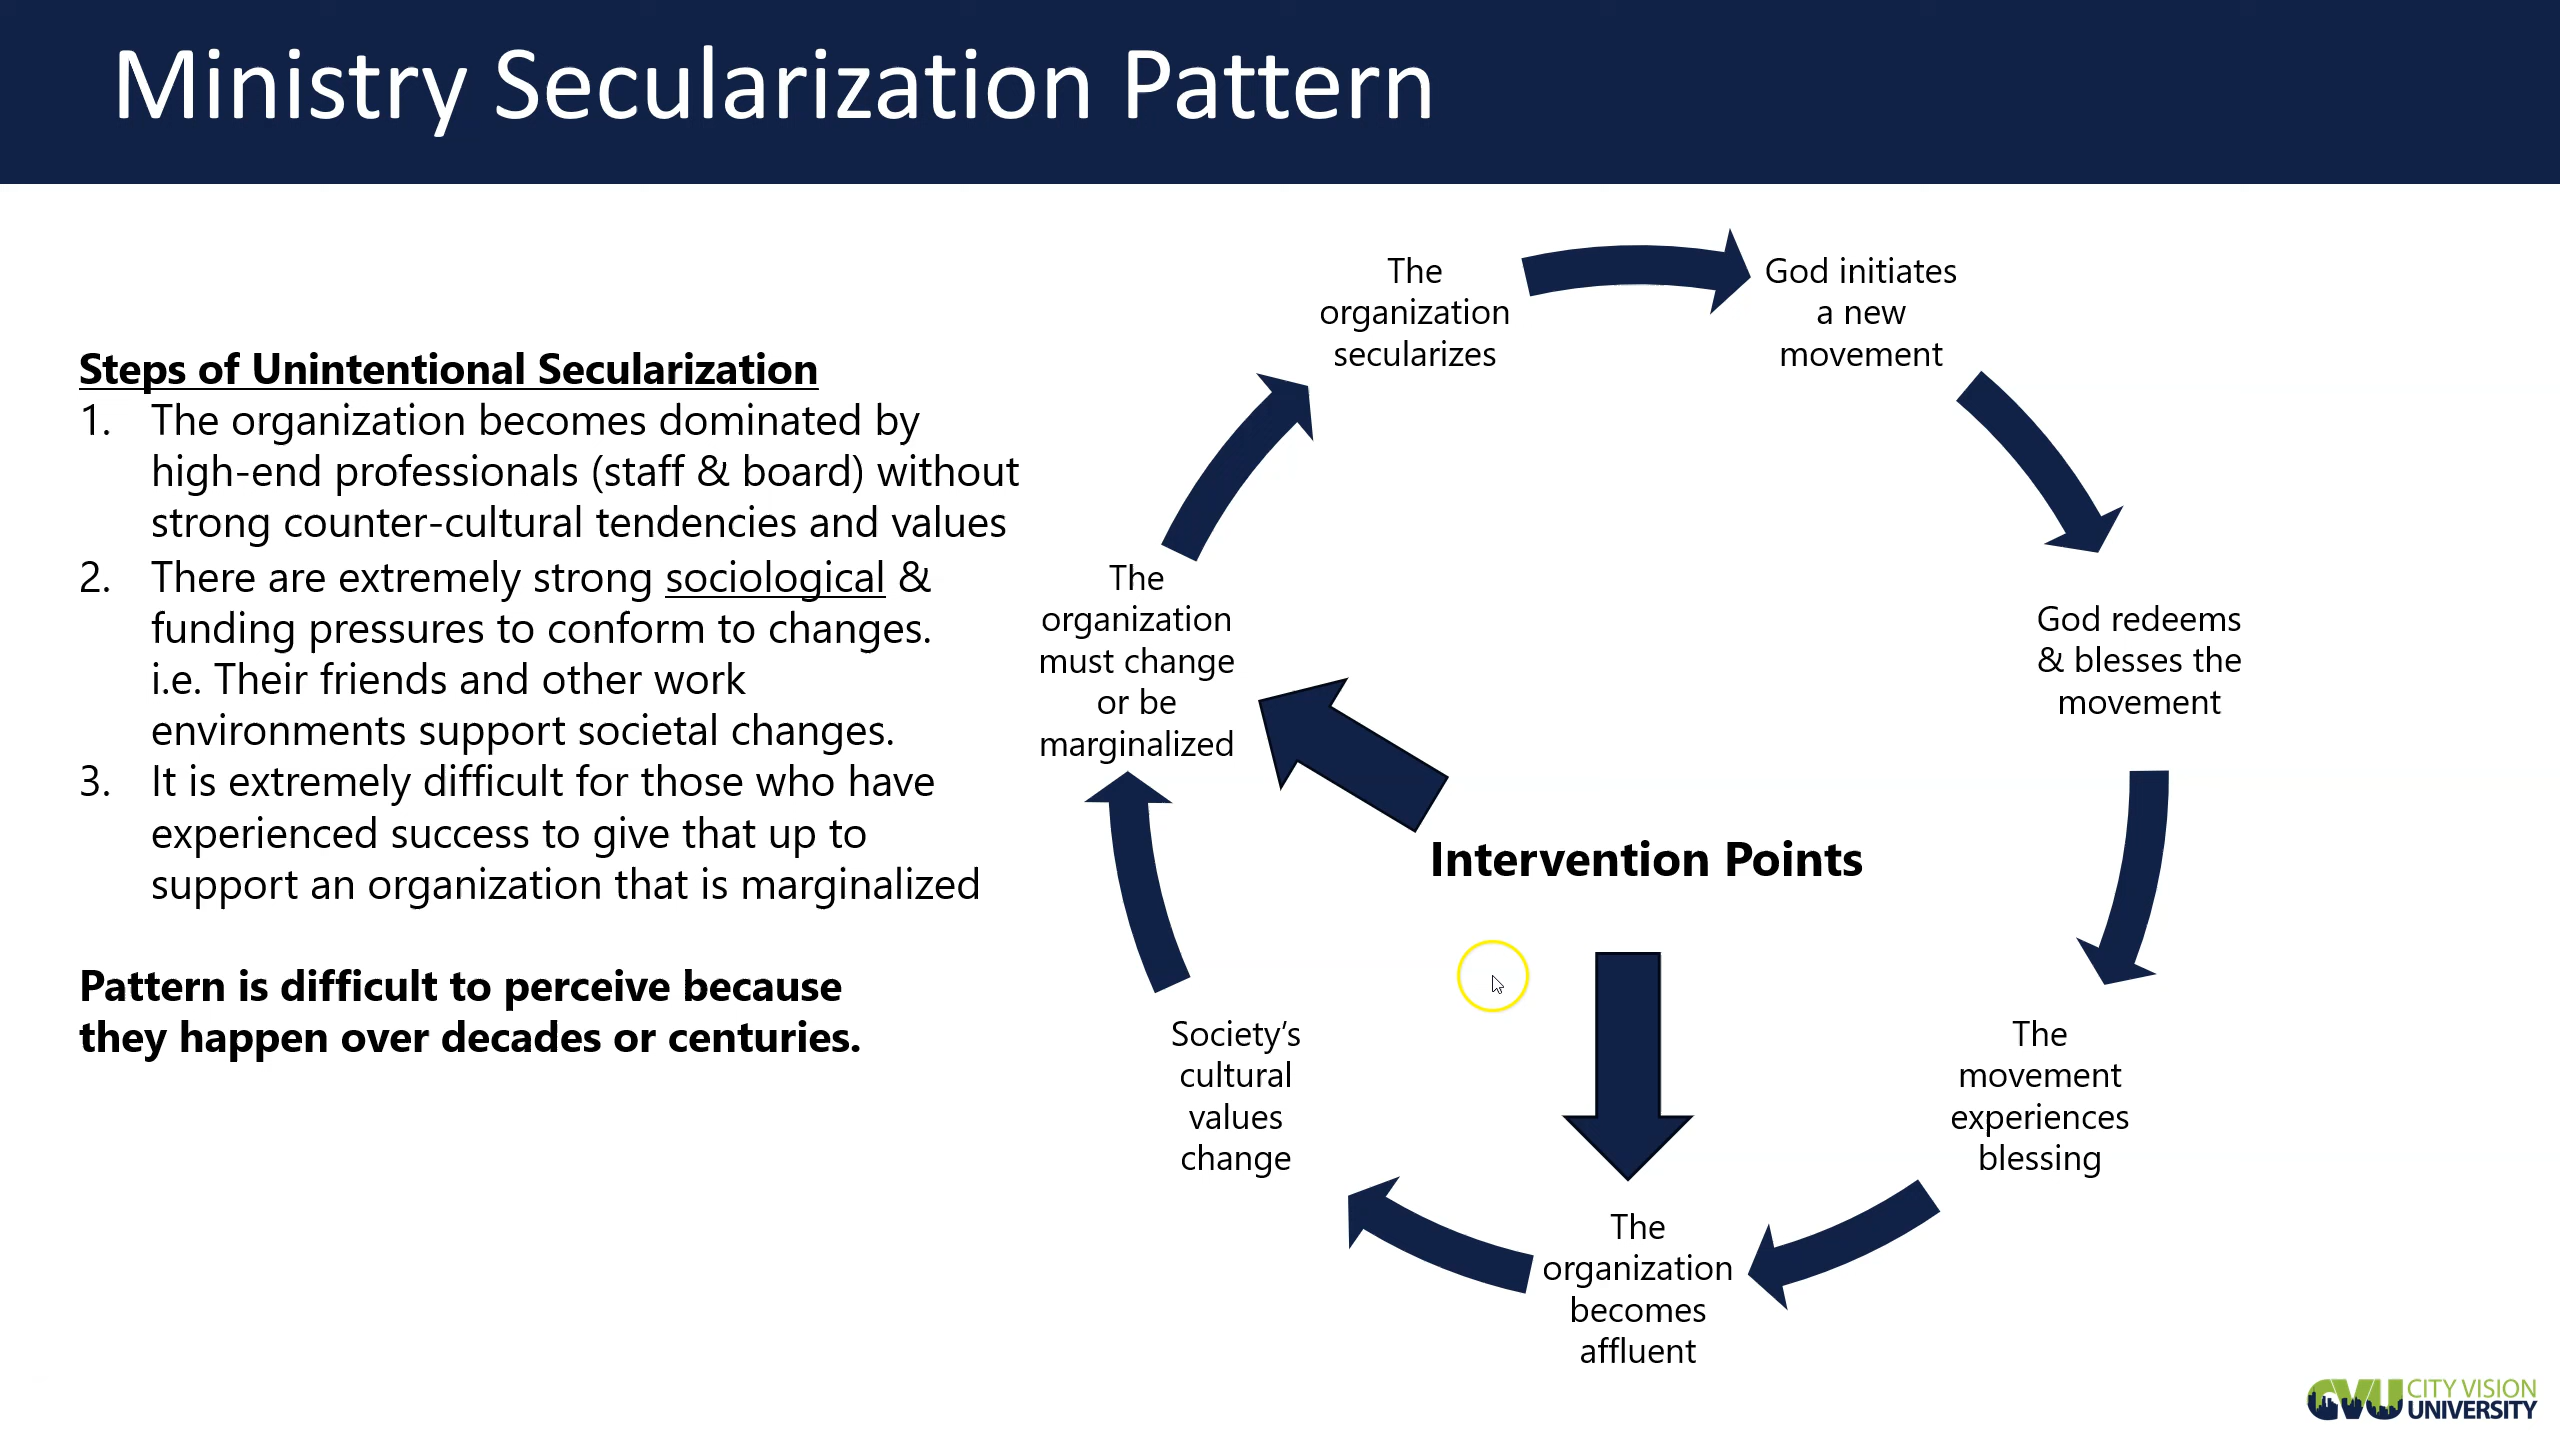 Ministry Secularization Pattern
Steps of Unintentional Secularization
1. The organization becomes dominated by
high-end professionals (staff & board) without
strong counter-cultural tendencies and values
2. There are extremely strong sociological &
funding pressures to conform to changes.
i.e. Their friends and other work
environments support societal changes.
3. It is extremely difficult for those who have
experienced success to give that up to
support an organization that is marginalized
Pattern is difficult to perceive because
they happen over decades or centuries.
The
organization
secularizes
God initiates
a new
movement
God redeems
& blesses the
movement
The
movement
experiences
blessing
The
organization
becomes
affluent
Society’s
cultural
values
change
The
organization
must change
or be
marginalized
Intervention Points
CVU
CITY VISION
UNIVERSITY